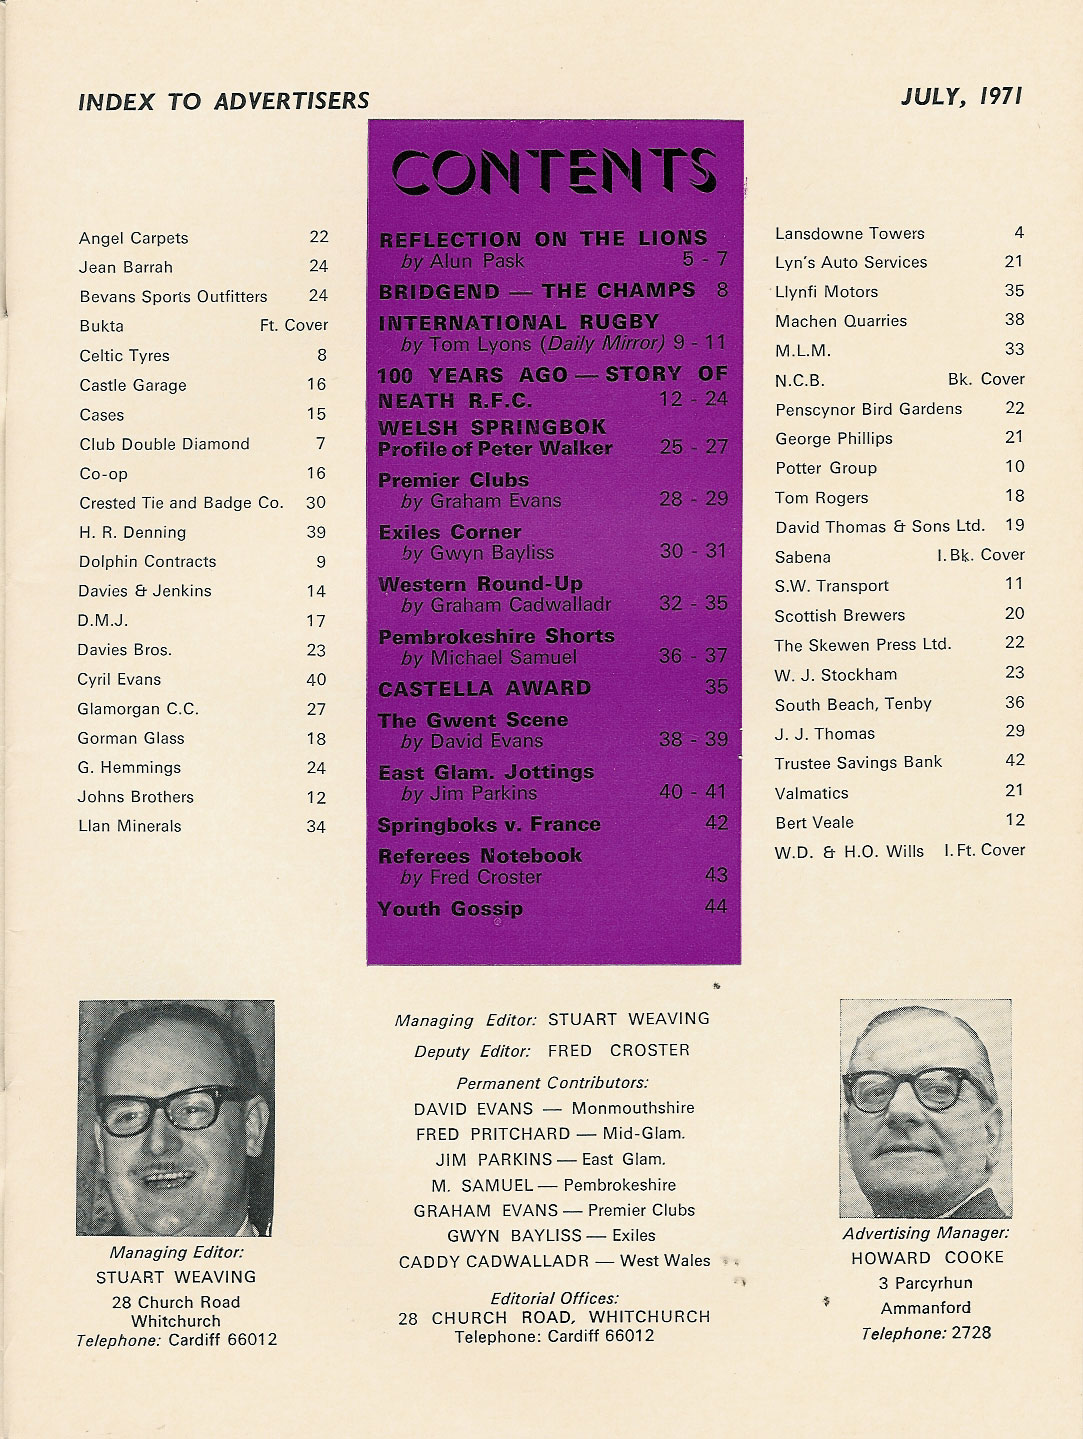 INDEX TO ADVERTISERS
JULY, 1971
Angel Carpets 22
Jean Barrah 24
Bevans Sports Outfitters 24
Bukta Ft. Cover
Celtic Tyres 8
Castle Garage 16
Cases 15
Club Double Diamond 7
Co-op 16
Crested Tie and Badge Co. 30
H. R. Denning 39
Dolphin Contracts 9
Davies & Jenkins 14
D.M.J. 17
Davies Bros. 23
Cyril Evans 40
Glamorgan C.C. 27
Gorman Glass 18
G. Hemmings 24
Johns Brothers 12
Llan Minerals 34
CONTENTS
REFLECTION ON THE LIONS
by Alun Pask 5 - 7
BRIDGEND — THE CHAMPS 8
INTERNATIONAL RUGBY
by Tom Lyons (Daily Mirror) 9 - 11
100 YEARS AGO — STORY OF
NEATH R.F.C. 12 - 24
WELSH SPRINGBOK
Profile of Peter Walker 25 - 27
Premier Clubs
by Graham Evans 28 - 29
Exiles Corner
by Gwyn Bayliss 30 - 31
Western Round-Up
by Graham Cadwalladr 32 - 35
Pembrokeshire Shorts
by Michael Samuel 36 - 37
CASTELLA AWARD 35
The Gwent Scene
by David Evans 38 - 39
East Glam. Jottings
by Jim Parkins 40 - 41
Springboks v. France 42
Referees Notebook
by Fred Croster 43
Youth Gossip 44
Lansdowne Towers 4
Lyn's Auto Services 21
Llynfi Motors 35
Machen Quarries 38
M.L.M. 33
N.C.B. Bk. Cover
Penscynor Bird Gardens 22
George Phillips 21
Potter Group 10
Tom Rogers 18
David Thomas & Sons Ltd. 19
Sabena I. Bk. Cover
S.W. Transport 11
Scottish Brewers 20
The Skewen Press Ltd. 22
W. J. Stockham 23
South Beach, Tenby 36
J. J. Thomas 29
Trustee Savings Bank 42
Valmatics 21
Bert Veale 12
W.D. & H.O. Wills I. Ft. Cover
Managing Editor:
STUART WEAVING
28 Church Road
Whitchurch
Telephone: Cardiff 66012
Managing Editor: STUART WEAVING
Deputy Editor: FRED CROSTER
Permanent Contributors:
DAVID EVANS — Monmouthshire
FRED PRITCHARD — Mid-Glam.
JIM PARKINS — East Glam.
M. SAMUEL — Pembrokeshire
GRAHAM EVANS — Premier Clubs
GWYN BAYLISS — Exiles
CADDY CADWALLADR — West Wales
Editorial Offices:
28 CHURCH ROAD, WHITCHURCH
Telephone: Cardiff 66012
Advertising Manager:
HOWARD COOKE
3 Parcyrhun
Ammanford
Telephone: 2728